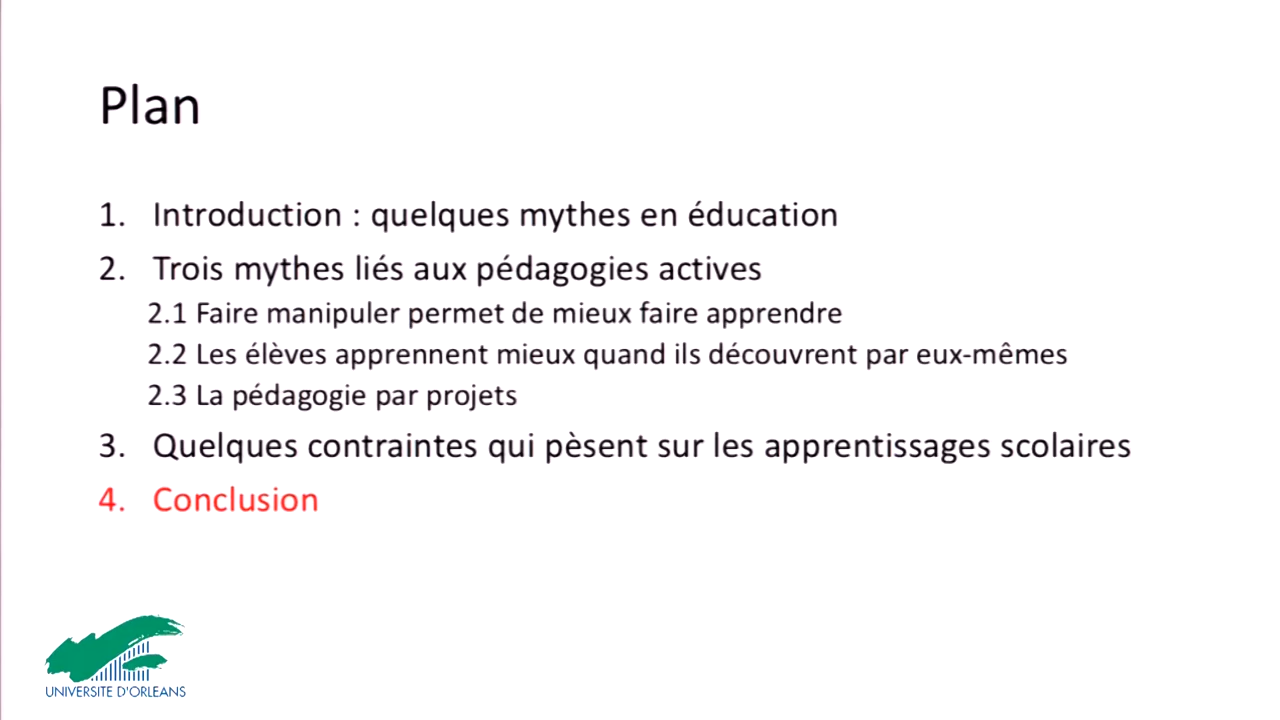 Plan
1. Introduction : quelques mythes en éducation
2. Trois mythes liés aux pédagogies actives
2.1 Faire manipuler permet de mieux faire apprendre
2.2 Les élèves apprennent mieux quand ils découvrent par eux-mêmes
2.3 La pédagogie par projets
3. Quelques contraintes qui pèsent sur les apprentissages scolaires
4. Conclusion
UNIVERSITE D'ORLEANS